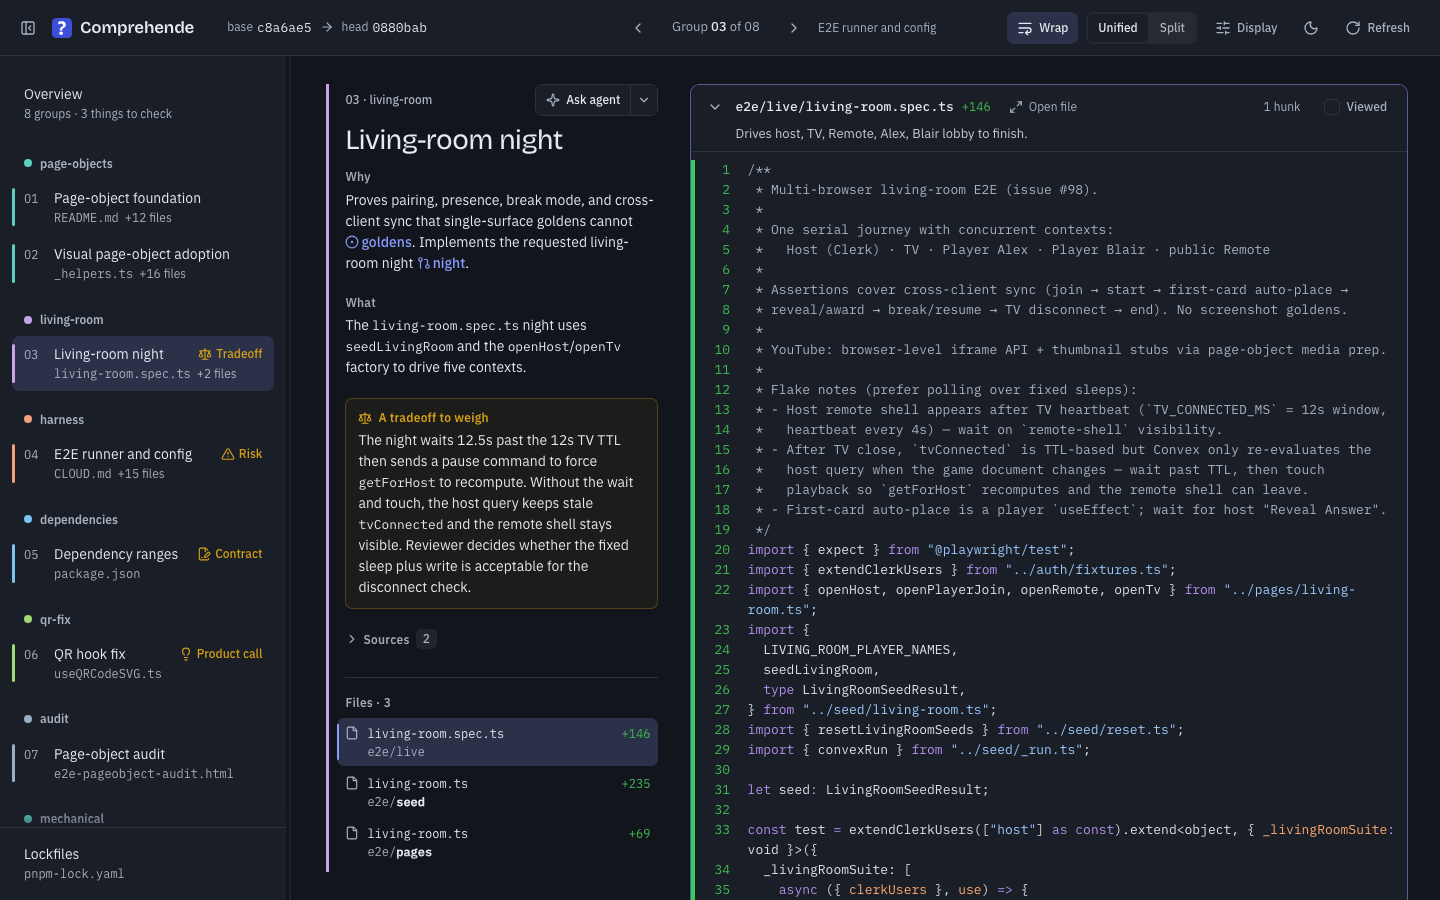 Comprehende
base c8a6ae5 → head 0880bab
Group 03 of 08
E2E runner and config
Wrap
Unified
Split
Display
Refresh
Overview
8 groups · 3 things to check
page-objects
01 Page-object foundation
README.md +12 files
02 Visual page-object adoption
_helpers.ts +16 files
living-room
03 Living-room night Tradeoff
living-room.spec.ts +2 files
harness
04 E2E runner and config Risk
CLOUD.md +15 files
dependencies
05 Dependency ranges Contract
package.json
qr-fix
06 QR hook fix Product call
useQRCodeSVG.ts
audit
07 Page-object audit
e2e-pageobject-audit.html
mechanical
Lockfiles
pnpm-lock.yaml
03 · living-room
Ask agent
Living-room night
Why
Proves pairing, presence, break mode, and cross-
client sync that single-surface goldens cannot
goldens. Implements the requested living-
room night night.
What
The living-room.spec.ts night uses
seedLivingRoom and the openHost/openTv
factory to drive five contexts.
A tradeoff to weigh
The night waits 12.5s past the 12s TV TTL
then sends a pause command to force
getForHost to recompute. Without the wait
and touch, the host query keeps stale
tvConnected and the remote shell stays
visible. Reviewer decides whether the fixed
sleep plus write is acceptable for the
disconnect check.
Sources 2
Files · 3
living-room.spec.ts +146
e2e/live
living-room.ts +235
e2e/seed
living-room.ts +69
e2e/pages
e2e/live/living-room.spec.ts +146 Open file 1 hunk Viewed
Drives host, TV, Remote, Alex, Blair lobby to finish.
1 /**
2 * Multi-browser living-room E2E (issue #98).
3 *
4 * One serial journey with concurrent contexts:
5 *   Host (Clerk) · TV · Player Alex · Player Blair · public Remote
6 *
7 * Assertions cover cross-client sync (join → start → first-card auto-place →
8 * reveal/award → break/resume → TV disconnect → end). No screenshot goldens.
9 *
10 * YouTube: browser-level iframe API + thumbnail stubs via page-object media prep.
11 *
12 * Flake notes (prefer polling over fixed sleeps):
13 * - Host remote shell appears after TV heartbeat (`TV_CONNECTED_MS` = 12s window,
14 *   heartbeat every 4s) — wait on `remote-shell` visibility.
15 * - After TV close, `tvConnected` is TTL-based but Convex only re-evaluates the
16 *   host query when the game document changes — wait past TTL, then touch
17 *   playback so `getForHost` recomputes and the remote shell can leave.
18 * - First-card auto-place is a player `useEffect`; wait for host "Reveal Answer".
19 */
20 import { expect } from "@playwright/test";
21 import { extendClerkUsers } from "../auth/fixtures.ts";
22 import { openHost, openPlayerJoin, openRemote, openTv } from "../pages/living-
room.ts";
23 import {
24   LIVING_ROOM_PLAYER_NAMES,
25   seedLivingRoom,
26   type LivingRoomSeedResult,
27 } from "../seed/living-room.ts";
28 import { resetLivingRoomSeeds } from "../seed/reset.ts";
29 import { convexRun } from "../seed/_run.ts";
30
31 let seed: LivingRoomSeedResult;
32
33 const test = extendClerkUsers(["host"] as const).extend<object, { _livingRoomSuite:
void }>({
34   _livingRoomSuite: [
35     async ({ clerkUsers }, use) => {